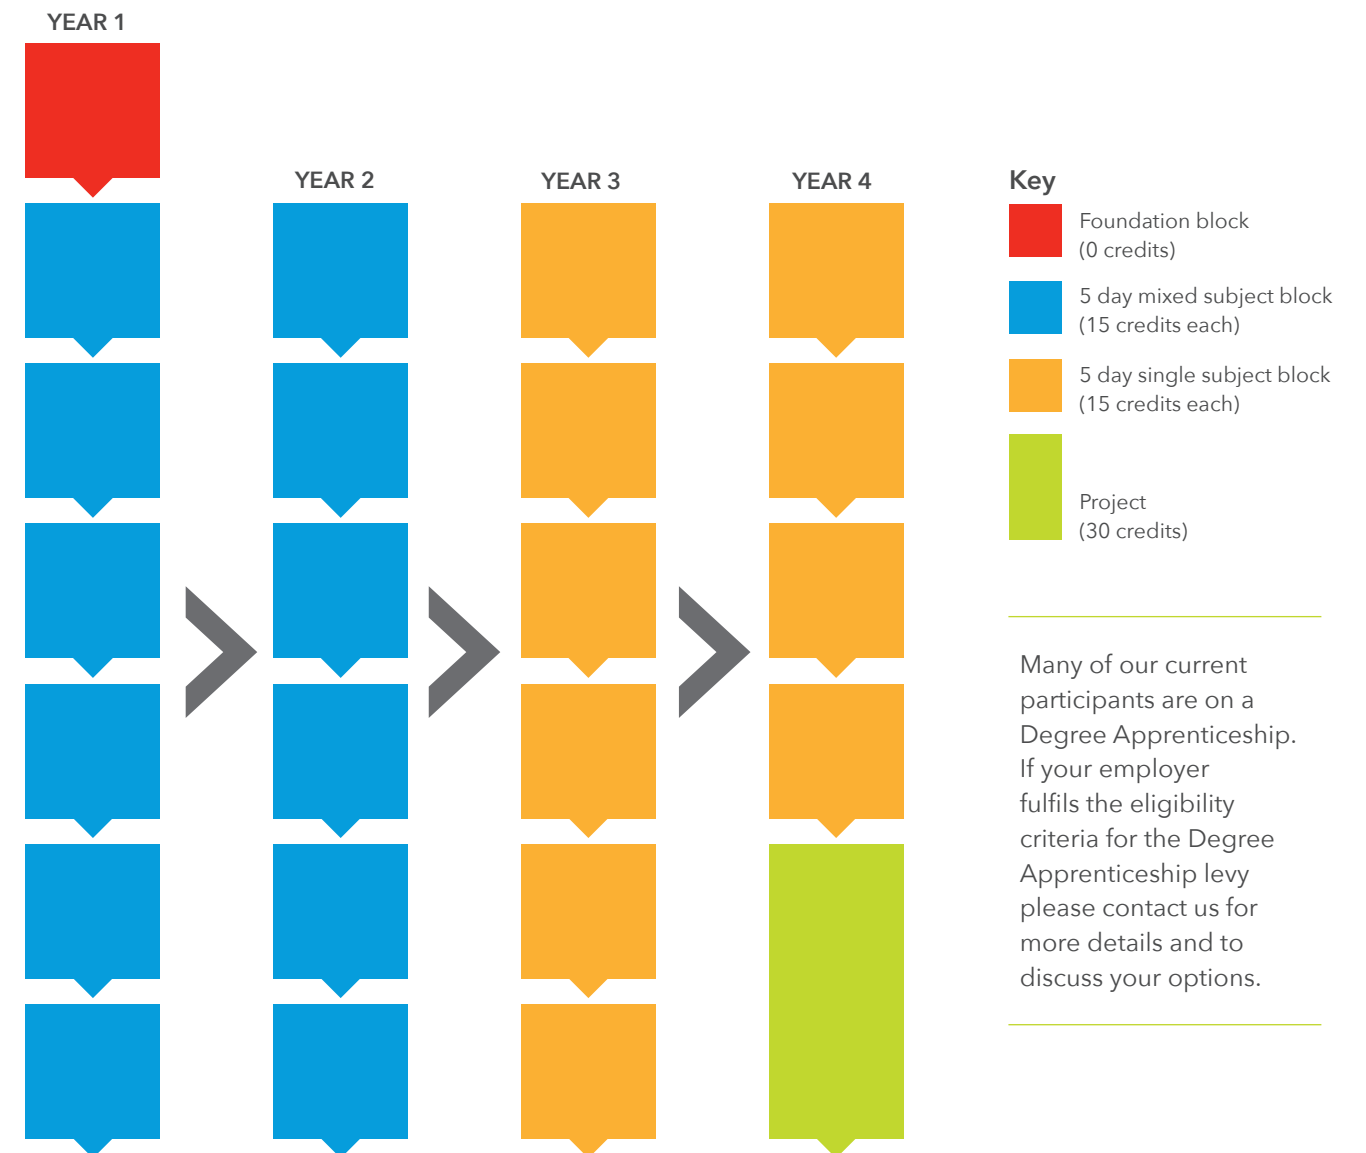 YEAR 1
YEAR 2
YEAR 3
YEAR 4
Key
Foundation block
(0 credits)
5 day mixed subject block
(15 credits each)
5 day single subject block
(15 credits each)
Project
(30 credits)
Many of our current
participants are on a
Degree Apprenticeship.
If your employer
fulfils the eligibility
criteria for the Degree
Apprenticeship levy
please contact us for
more details and to
discuss your options.